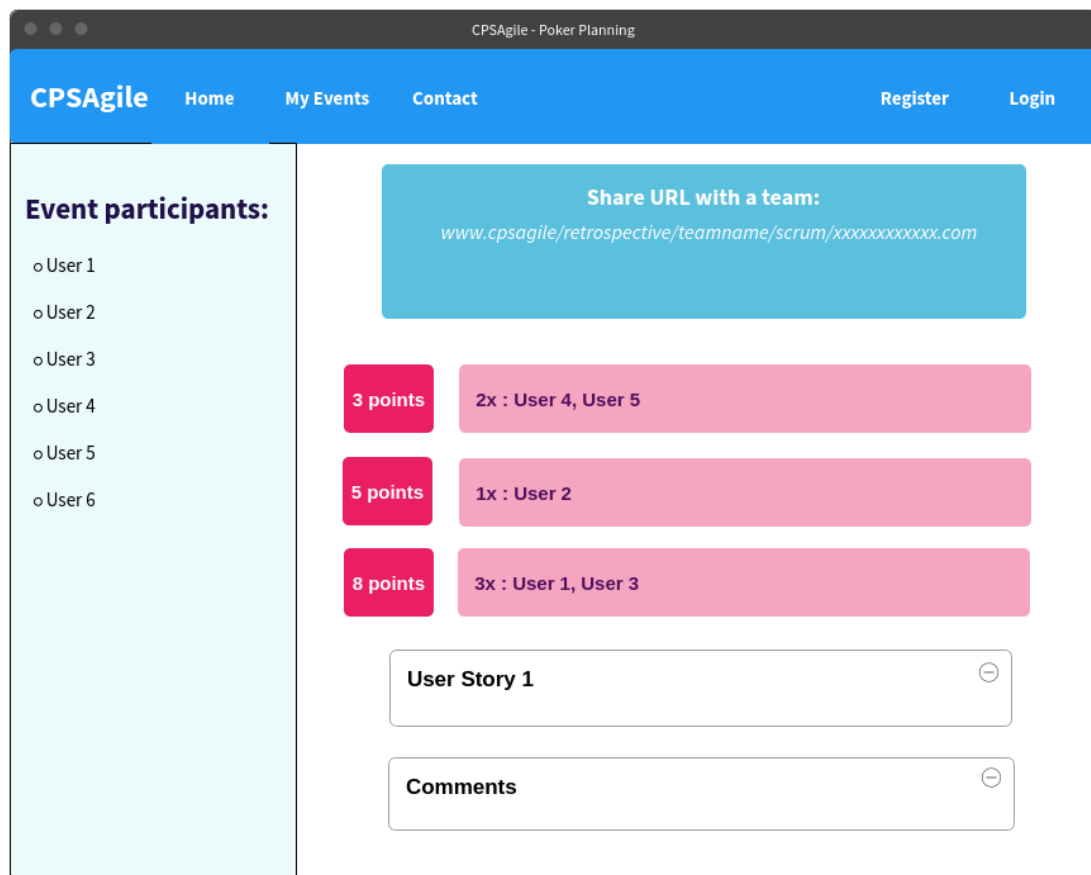 CPSAgile - Poker Planning
CPSAgile Home My Events Contact Register Login
Event participants:
User 1
User 2
User 3
User 4
User 5
User 6
Share URL with a team:
www.cpsagile/retrospective/teamname/scrum/xxxxxxxxxxxx.com
3 points 2x : User 4, User 5
5 points 1x : User 2
8 points 3x : User 1, User 3
User Story 1
Comments